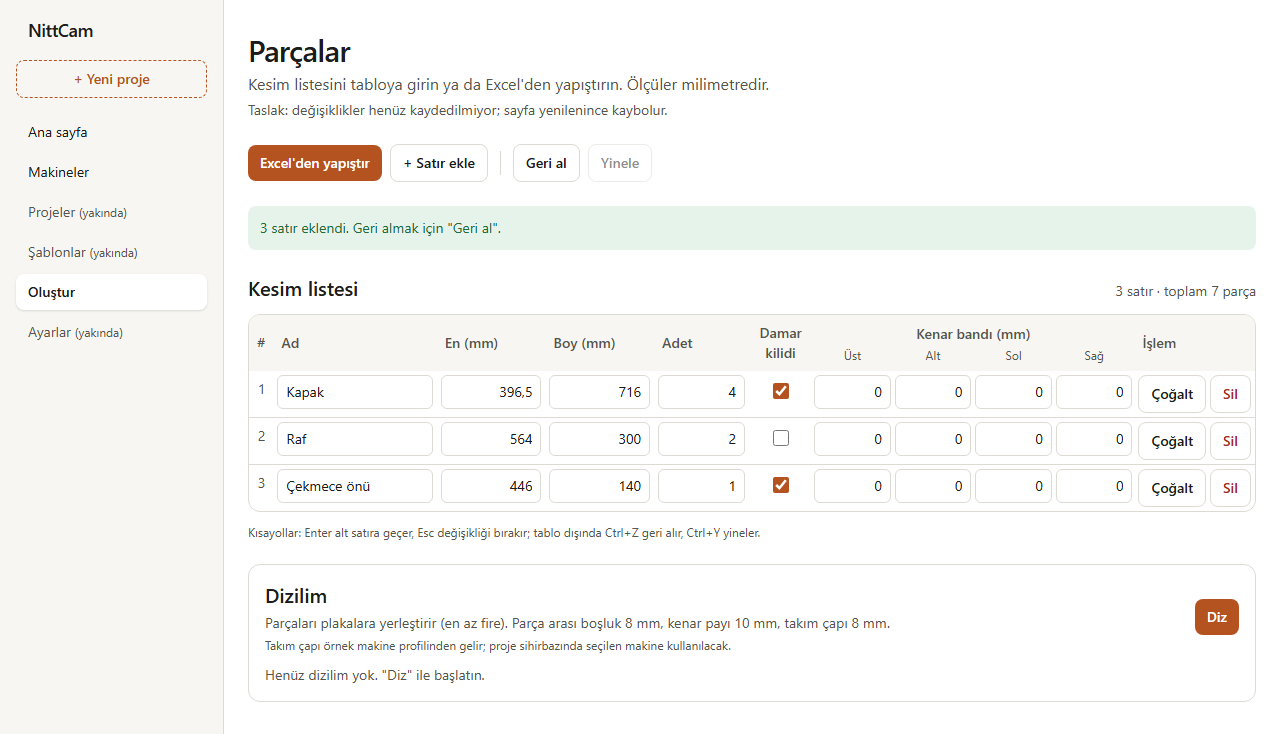 NittCam
+ Yeni proje
Ana sayfa
Makineler
Projeler (yakında)
Şablonlar (yakında)
Oluştur
Ayarlar (yakında)
Parçalar
Kesim listesini tabloya girin ya da Excel'den yapıştırın. Ölçüler milimetredir.
Taslak: değişiklikler henüz kaydedilmiyor; sayfa yenilenince kaybolur.
Excel'den yapıştır + Satır ekle Geri al Yinele
3 satır eklendi. Geri almak için "Geri al".
Kesim listesi 3 satır · toplam 7 parça
# Ad En (mm) Boy (mm) Adet Damar kilidi Kenar bandı (mm) İşlem
Üst Alt Sol Sağ
1 Kapak 396,5 716 4 0 0 0 0 Çoğalt Sil
2 Raf 564 300 2 0 0 0 0 Çoğalt Sil
3 Çekmece önü 446 140 1 0 0 0 0 Çoğalt Sil
Kısayollar: Enter alt satıra geçer, Esc değişikliği bırakır; tablo dışında Ctrl+Z geri alır, Ctrl+Y yineler.
Dizilim
Parçaları plakalara yerleştirir (en az fire). Parça arası boşluk 8 mm, kenar payı 10 mm, takım çapı 8 mm.
Diz
Takım çapı örnek makine profilinden gelir; proje sihirbazında seçilen makine kullanılacak.
Henüz dizilim yok. "Diz" ile başlatın.